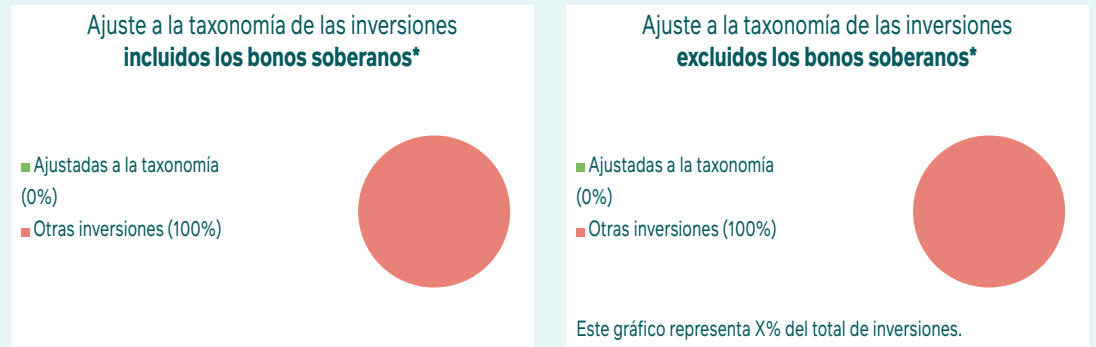 Ajuste a la taxonomía de las inversiones
incluidos los bonos soberanos*
Ajustadas a la taxonomía
(0%)
Otras inversiones (100%)
Ajuste a la taxonomía de las inversiones
excluidos los bonos soberanos*
Ajustadas a la taxonomía
(0%)
Otras inversiones (100%)
Este gráfico representa X% del total de inversiones.